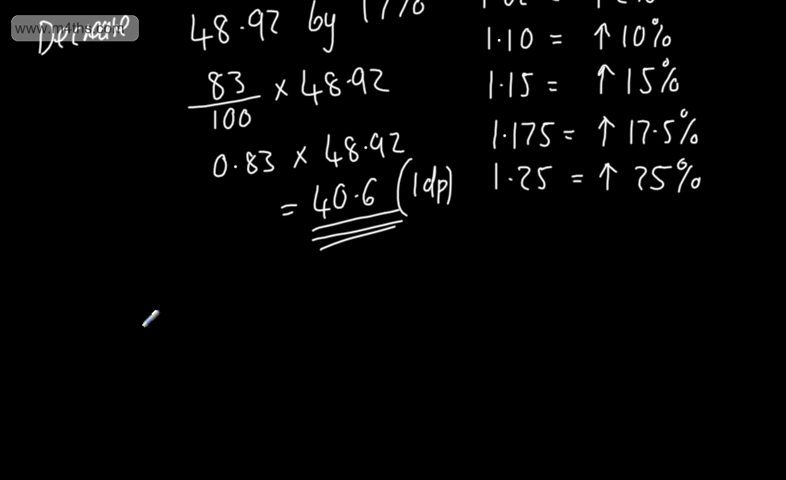 www.m4ths.com
Decrease 48.92 by 17%
83
100
× 48.92
0.83 × 48.92
= 40.6 (1dp)
1.10 = ↑ 10%
1.15 = ↑ 15%
1.175 = ↑ 17.5%
1.25 = ↑ 25%